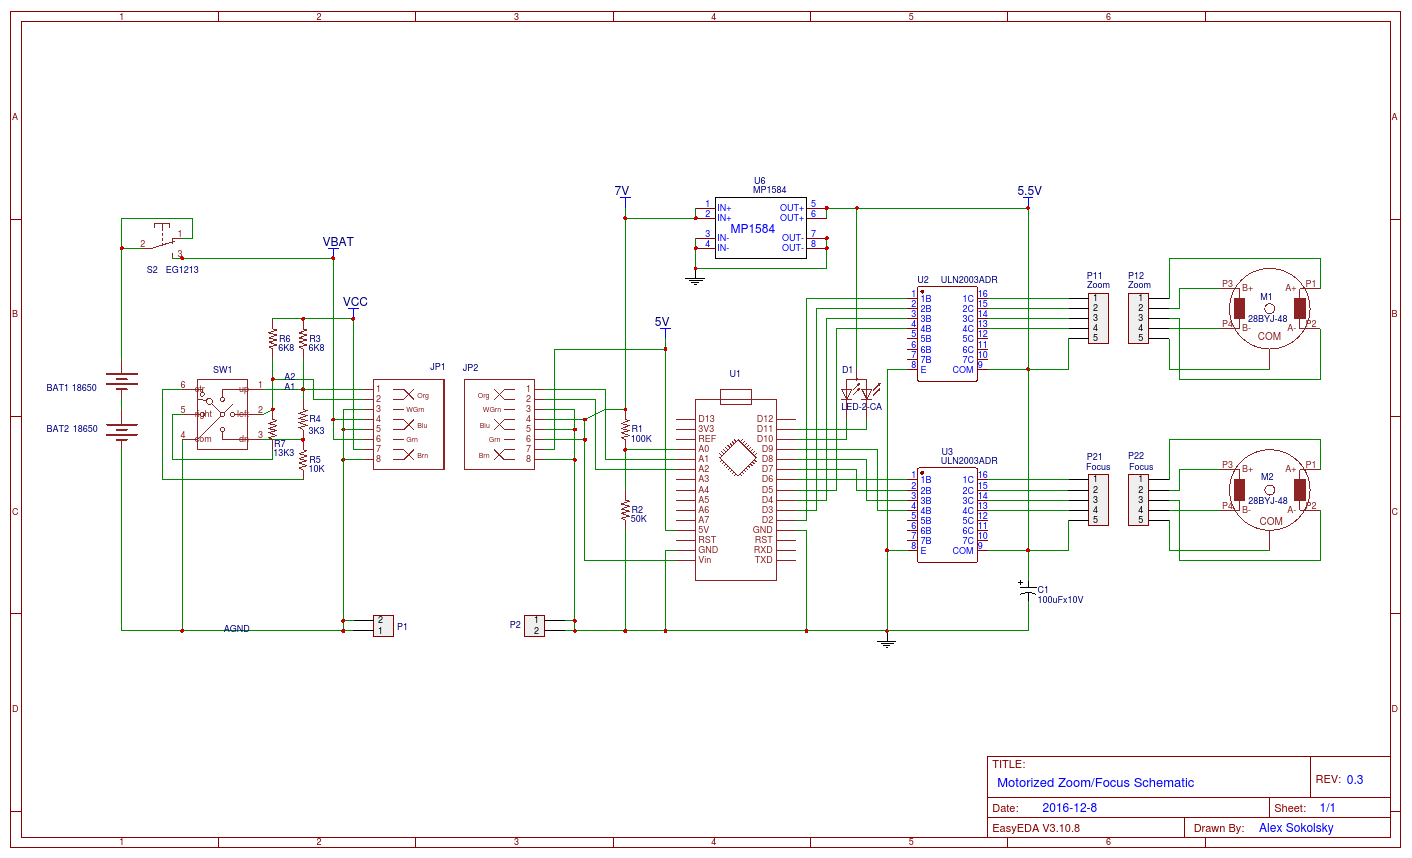 1 2 3 4 5 6
A A
B B
C C
D D
1 2 3 4 5 6
2 1 3
S2 EG1213
VBAT
VCC
BAT1 18650
BAT2 18650
R6
6K8
R3
6K8
A2
A1
SW1
6 ctr up 1
5 right left 2
4 com dn 3
R7
13K3
R4
3K3
R5
10K
AGND
JP1
1
2 Org
3 WGrn
4
5 Blu
6 Grn
7
8 Brn
2
1
P1
JP2
1
Org 2
WGrn 3
4
Blu 5
Grn 6
7
Brn 8
P2
1
2
7V
5V
R1
100K
R2
50K
U6
MP1584
MP1584
1 IN+ OUT+ 5
2 IN+ OUT+ 6
3 IN- OUT- 7
4 IN- OUT- 8
U1
D13 D12
3V3 D11
REF D10
A0 D9
A1 D8
A2 D7
A3 D6
A4 D5
A5 D4
A6 D3
A7 D2
5V GND
RST RST
GND RXD
Vin TXD
D1
LED-2-CA
5.5V
U2 ULN2003ADR
1 1B 1C 16
2 2B 2C 15
3 3B 3C 14
4 4B 4C 13
5 5B 5C 12
6 6B 6C 11
7 7B 7C 10
8 E COM 9
U3
ULN2003ADR
1 1B 1C 16
2 2B 2C 15
3 3B 3C 14
4 4B 4C 13
5 5B 5C 12
6 6B 6C 11
7 7B 7C 10
8 E COM 9
+
C1
100uFx10V
P11
Zoom
1
2
3
4
5
P12
Zoom
1
2
3
4
5
P3 B+ A+ P1
M1
28BYJ-48
P4 B- A- P2
COM
P21
Focus
1
2
3
4
5
P22
Focus
1
2
3
4
5
P3 B+ A+ P1
M2
28BYJ-48
P4 B- A- P2
COM
TITLE:
Motorized Zoom/Focus Schematic
REV: 0.3
Date: 2016-12-8
Sheet: 1/1
EasyEDA V3.10.8
Drawn By: Alex Sokolsky